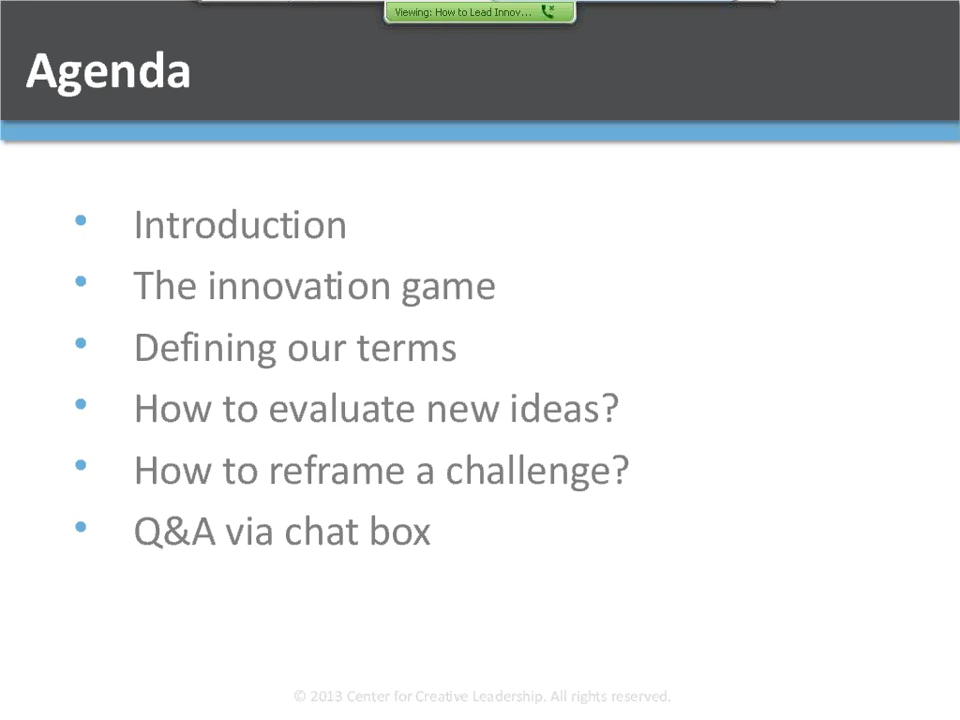 Viewing: How to Lead Innov...
Agenda
• Introduction
• The innovation game
• Defining our terms
• How to evaluate new ideas?
• How to reframe a challenge?
• Q&A via chat box
© 2013 Center for Creative Leadership. All rights reserved.